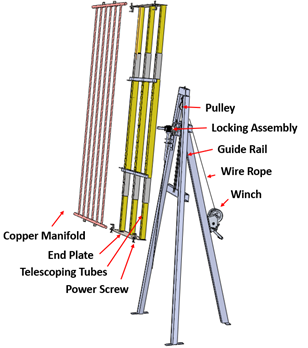 Pulley
Locking Assembly
Guide Rail
Wire Rope
Winch
Copper Manifold
End Plate
Telescoping Tubes
Power Screw